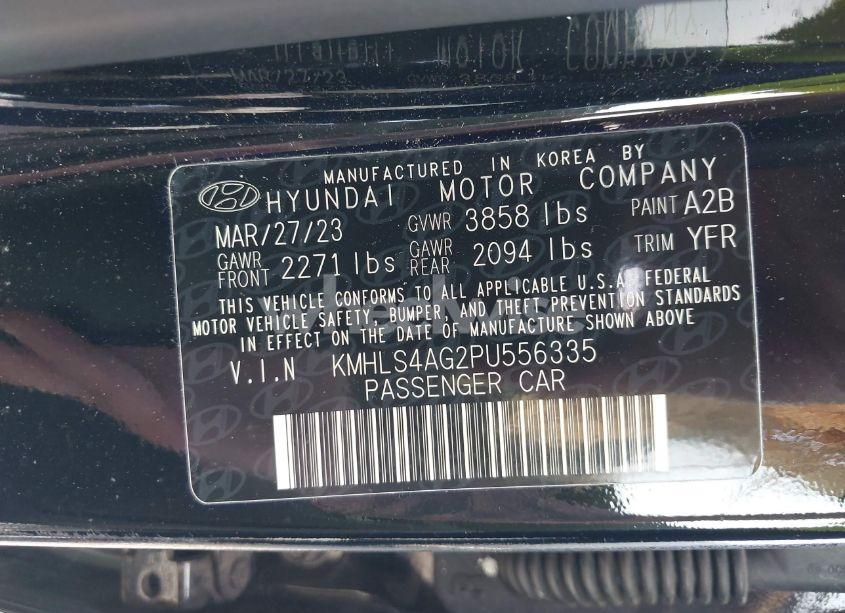 MANUFACTURED IN KOREA BY
HYUNDAI MOTOR COMPANY
MAR/27/23 GVWR 3858 lbs PAINT A2B
GAWR FRONT 2271 lbs GAWR REAR 2094 lbs TRIM YFR
THIS VEHICLE CONFORMS TO ALL APPLICABLE U.S.A. FEDERAL
MOTOR VEHICLE SAFETY, BUMPER, AND THEFT PREVENTION STANDARDS
IN EFFECT ON THE DATE OF MANUFACTURE SHOWN ABOVE
V.I.N KMHLS4AG2PU556335
PASSENGER CAR